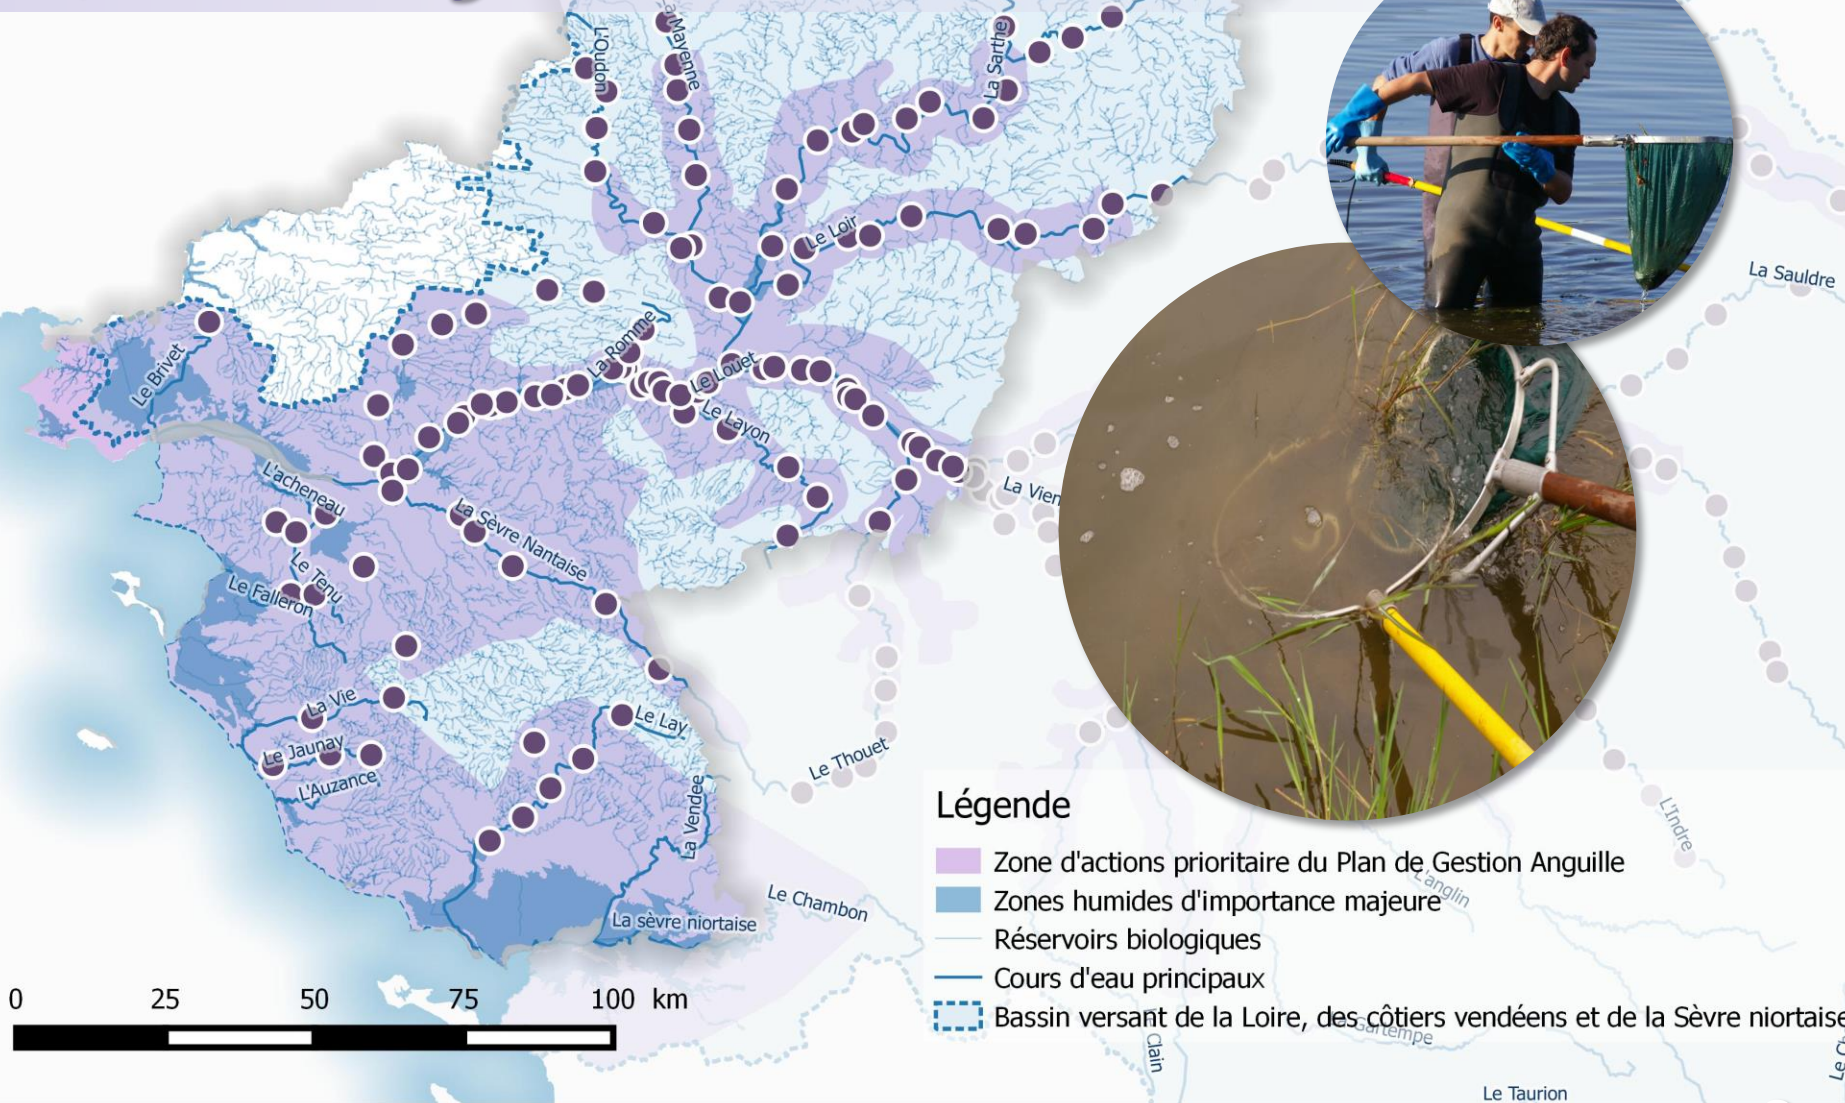 L'Oudon
La Mayenne
La Sarthe
Le Loir
La Sauldre
La Romme
Le Brivet
Le Louet
Le Layon
L'acheneau
La Sèvre Nantaise
La Vien
Le Tenu
Le Falleron
La Vie
Le Lay
Le Jaunay
L'Auzance
Le Thouet
La Vendee
L'Indre
Légende
Zone d'actions prioritaire du Plan de Gestion Anguille
L'anglin
Zones humides d'importance majeure
Le Chambon
La sèvre niortaise
Réservoirs biologiques
Cours d'eau principaux
0 25 50 75 100 km
Bassin versant de la Loire, des côtiers vendéens et de la Sèvre niortaise
Gartempe
Clain
Le Taurion